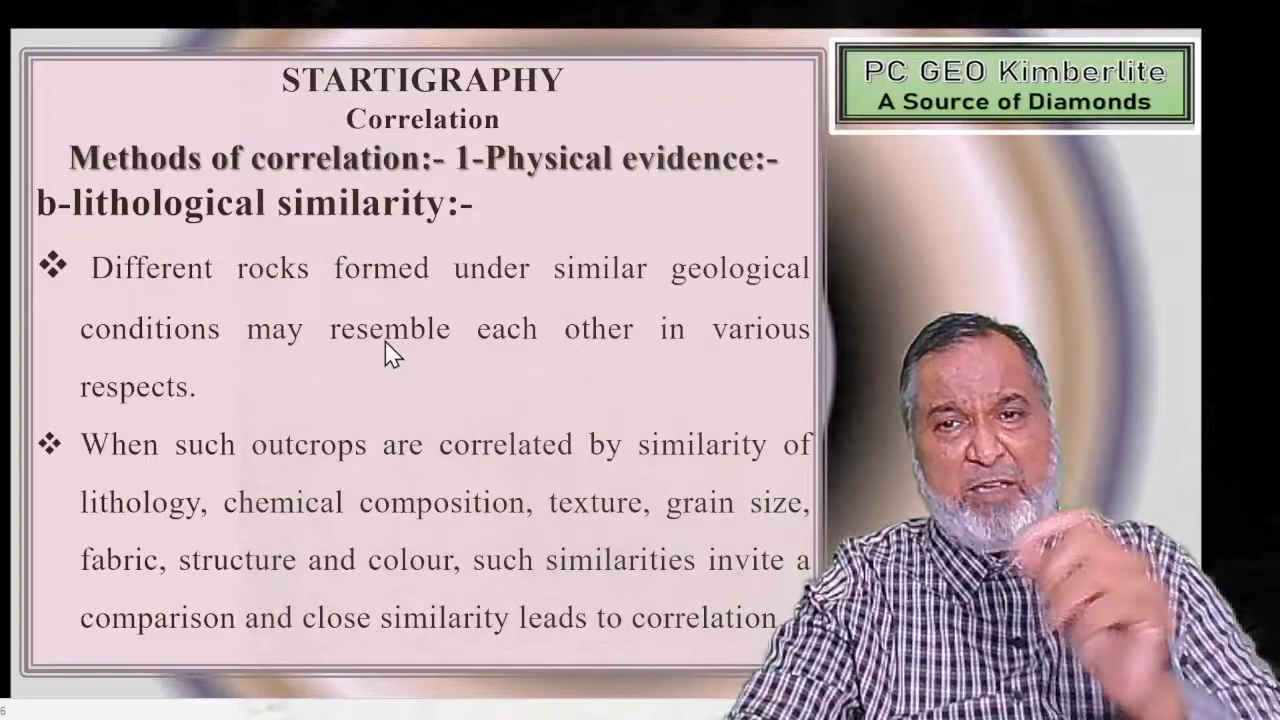 STARTIGRAPHY
Correlation
Methods of correlation:- 1-Physical evidence:-
b-lithological similarity:-
❖ Different rocks formed under similar geological
conditions may resemble each other in various
respects.
❖ When such outcrops are correlated by similarity of
lithology, chemical composition, texture, grain size,
fabric, structure and colour, such similarities invite a
comparison and close similarity leads to correlation.
PC GEO Kimberlite
A Source of Diamonds
6